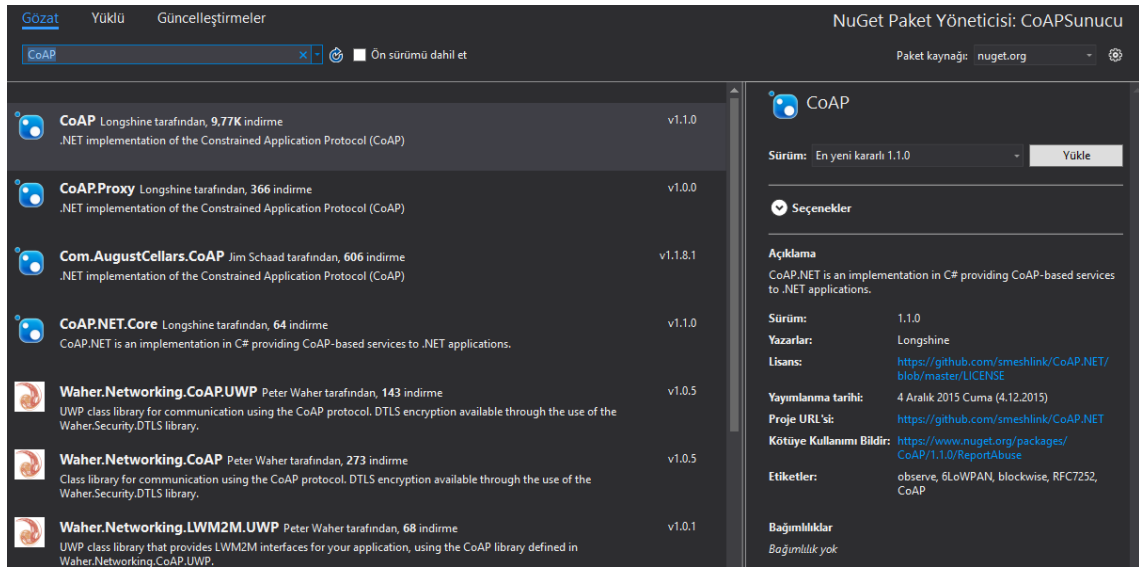 Gözat Yüklü Güncelleştirmeler
NuGet Paket Yöneticisi: CoAPSunucu
CoAP
Ön sürümü dahil et
Paket kaynağı: nuget.org
CoAP Longshine tarafından, 9,77K indirme v1.1.0
.NET implementation of the Constrained Application Protocol (CoAP)
CoAP.Proxy Longshine tarafından, 366 indirme v1.0.0
.NET implementation of the Constrained Application Protocol (CoAP)
Com.AugustCellars.CoAP Jim Schaad tarafından, 606 indirme v1.1.8.1
.NET implementation of the Constrained Application Protocol (CoAP)
CoAP.NET.Core Longshine tarafından, 64 indirme v1.1.0
CoAP.NET is an implementation in C# providing CoAP-based services to .NET applications.
Waher.Networking.CoAP.UWP Peter Waher tarafından, 143 indirme v1.0.5
UWP class library for communication using the CoAP protocol. DTLS encryption available through the use of the
Waher.Security.DTLS library.
Waher.Networking.CoAP Peter Waher tarafından, 273 indirme v1.0.5
Class library for communication using the CoAP protocol. DTLS encryption available through the use of the
Waher.Security.DTLS library.
Waher.Networking.LWM2M.UWP Peter Waher tarafından, 68 indirme v1.0.1
UWP class library that provides LWM2M interfaces for your application, using the CoAP library defined in
Waher.Networking.CoAP.UWP.
CoAP
Sürüm: En yeni kararlı 1.1.0 Yükle
Seçenekler
Açıklama
CoAP.NET is an implementation in C# providing CoAP-based services
to .NET applications.
Sürüm: 1.1.0
Yazarlar: Longshine
Lisans: https://github.com/smeshlink/CoAP.NET/
blob/master/LICENSE
Yayımlanma tarihi: 4 Aralık 2015 Cuma (4.12.2015)
Proje URL'si: https://github.com/smeshlink/CoAP.NET
Kötüye Kullanımı Bildir: https://www.nuget.org/packages/
CoAP/1.1.0/ReportAbuse
Etiketler: observe, 6LoWPAN, blockwise, RFC7252,
CoAP
Bağımlılıklar
Bağımlılık yok